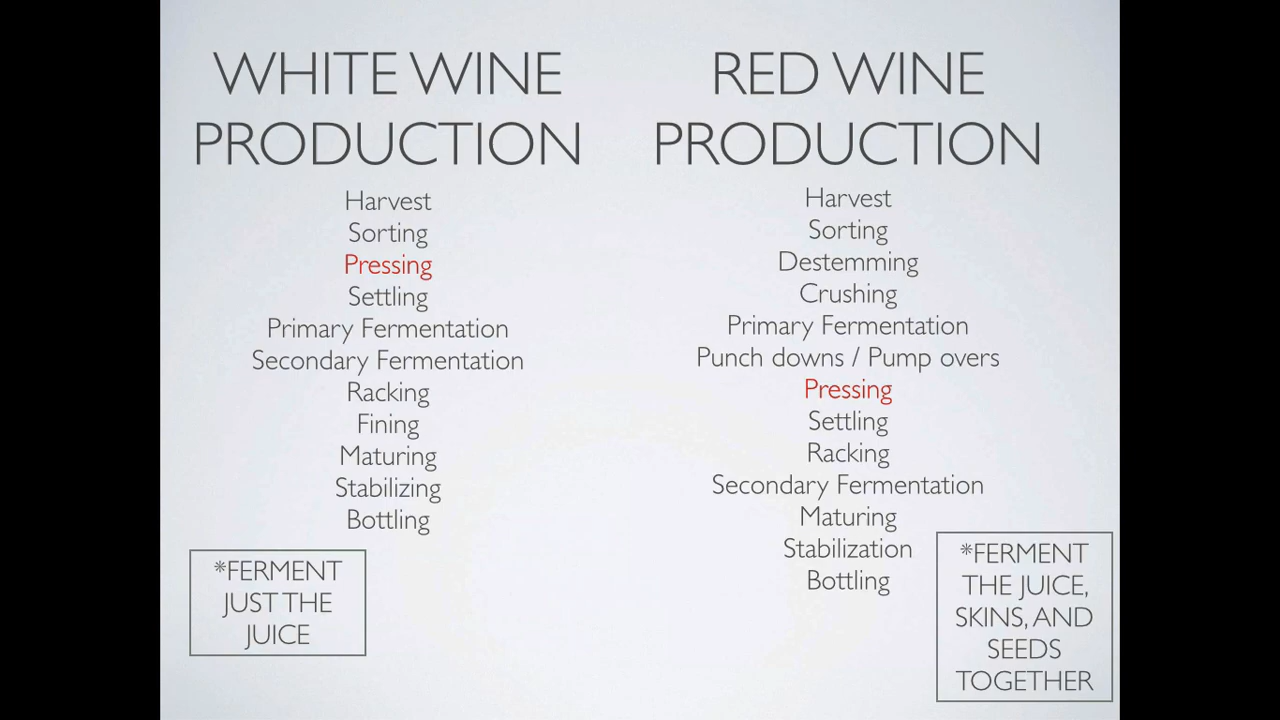 WHITE WINE
PRODUCTION
Harvest
Sorting
Pressing
Settling
Primary Fermentation
Secondary Fermentation
Racking
Fining
Maturing
Stabilizing
Bottling
*FERMENT
JUST THE
JUICE
RED WINE
PRODUCTION
Harvest
Sorting
Destemming
Crushing
Primary Fermentation
Punch downs / Pump overs
Pressing
Settling
Racking
Secondary Fermentation
Maturing
Stabilization
Bottling
*FERMENT
THE JUICE,
SKINS, AND
SEEDS
TOGETHER